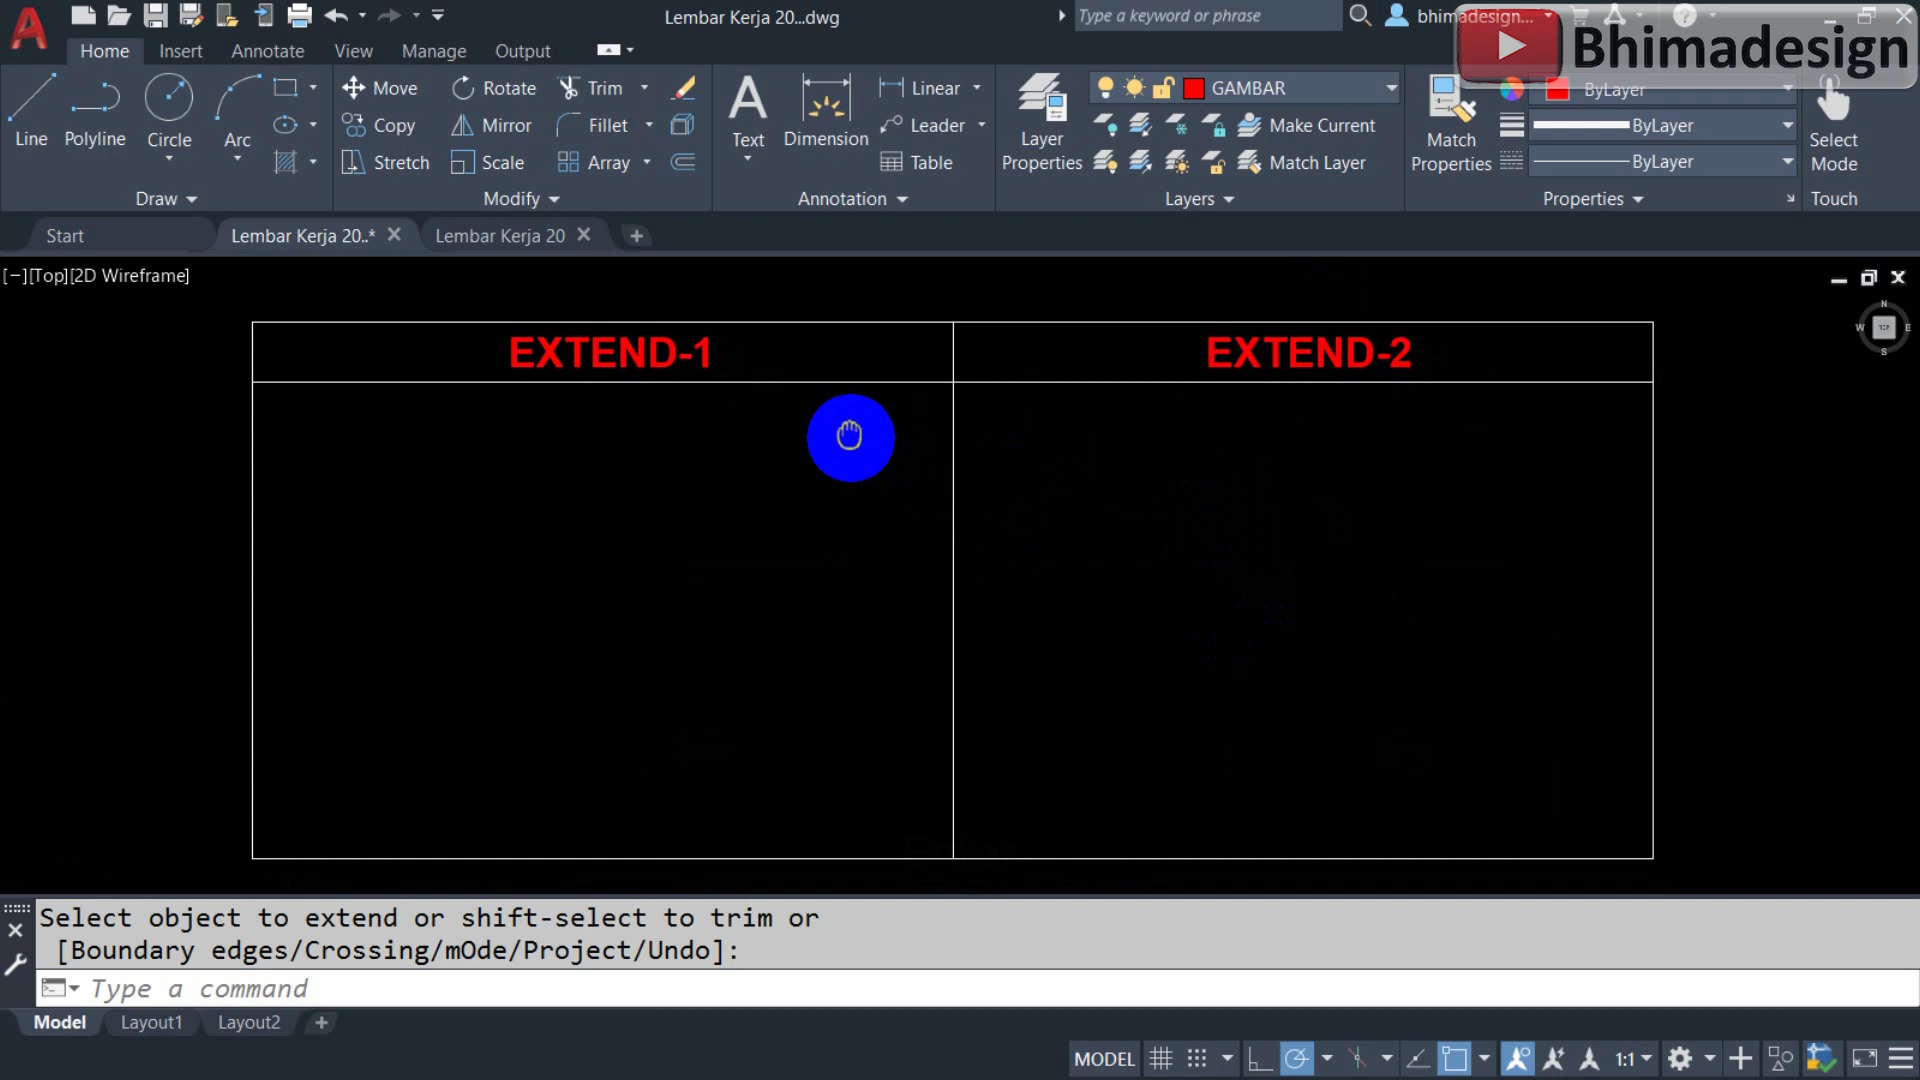 Lembar Kerja 20...dwg
Type a keyword or phrase
bhimadesign...
Bhimadesign
Home Insert Annotate View Manage Output
Line Polyline Circle Arc
Move Rotate Trim
Copy Mirror Fillet
Stretch Scale Array
Text Dimension
Linear
Leader
Table
Layer Properties
GAMBAR
Make Current
Match Layer
Match Properties
ByLayer
ByLayer
ByLayer
Select Mode
Draw Modify Annotation Layers Properties Touch
Start Lembar Kerja 20..* Lembar Kerja 20
[−][Top][2D Wireframe]
N
W E
S
EXTEND-1 EXTEND-2
Select object to extend or shift-select to trim or
[Boundary edges/Crossing/mOde/Project/Undo]:
Type a command
Model Layout1 Layout2
MODEL 1:1